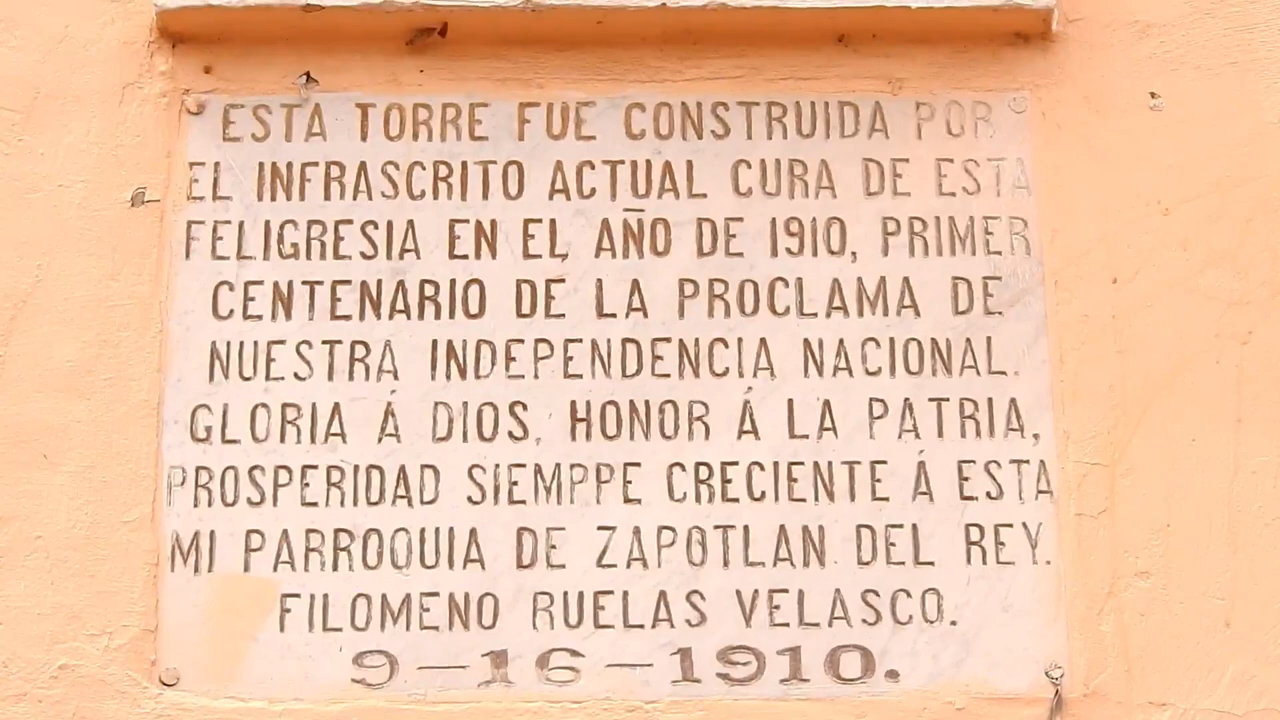 ESTA TORRE FUE CONSTRUIDA POR
EL INFRASCRITO ACTUAL CURA DE ESTA
FELIGRESIA EN EL AÑO DE 1910, PRIMER
CENTENARIO DE LA PROCLAMA DE
NUESTRA INDEPENDENCIA NACIONAL.
GLORIA Á DIOS, HONOR Á LA PATRIA,
PROSPERIDAD SIEMPPE CRECIENTE Á ESTA
MI PARROQUIA DE ZAPOTLAN DEL REY.
FILOMENO RUELAS VELASCO.
9-16-1910.